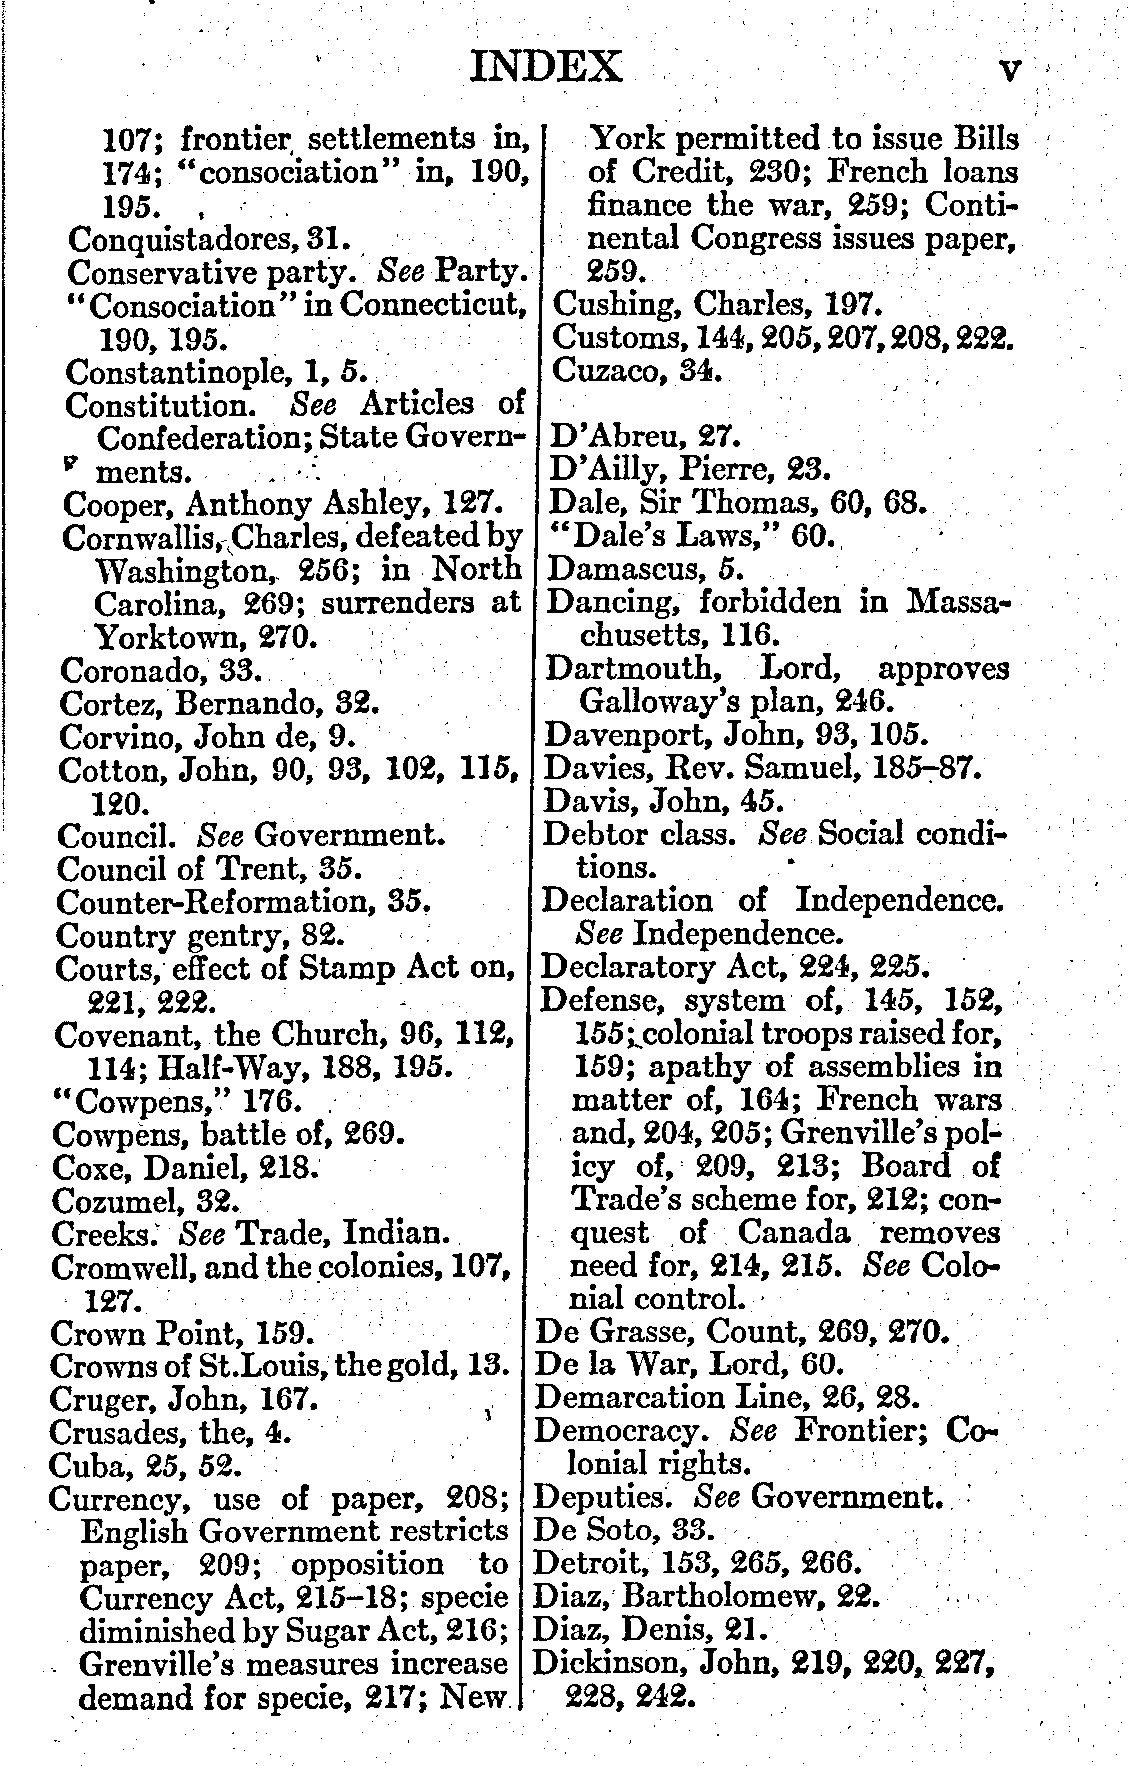 INDEX v
107; frontier settlements in,
174; "consociation" in, 190,
195.
Conquistadores, 31.
Conservative party. See Party.
"Consociation" in Connecticut,
190, 195.
Constantinople, 1, 5.
Constitution. See Articles of
Confederation; State Govern-
ments.
Cooper, Anthony Ashley, 127.
Cornwallis, Charles, defeated by
Washington, 256; in North
Carolina, 269; surrenders at
Yorktown, 270.
Coronado, 33.
Cortez, Bernando, 32.
Corvino, John de, 9.
Cotton, John, 90, 93, 102, 115,
120.
Council. See Government.
Council of Trent, 35.
Counter-Reformation, 35.
Country gentry, 82.
Courts, effect of Stamp Act on,
221, 222.
Covenant, the Church, 96, 112,
114; Half-Way, 188, 195.
"Cowpens," 176.
Cowpens, battle of, 269.
Coxe, Daniel, 218.
Cozumel, 32.
Creeks. See Trade, Indian.
Cromwell, and the colonies, 107,
127.
Crown Point, 159.
Crowns of St. Louis, the gold, 13.
Cruger, John, 167.
Crusades, the, 4.
Cuba, 25, 52.
Currency, use of paper, 208;
English Government restricts
paper, 209; opposition to
Currency Act, 215–18; specie
diminished by Sugar Act, 216;
Grenville's measures increase
demand for specie, 217; New
York permitted to issue Bills
of Credit, 230; French loans
finance the war, 259; Conti-
nental Congress issues paper,
259.
Cushing, Charles, 197.
Customs, 144, 205, 207, 208, 222.
Cuzaco, 34.
D'Abreu, 27.
D'Ailly, Pierre, 23.
Dale, Sir Thomas, 60, 68.
"Dale's Laws," 60.
Damascus, 5.
Dancing, forbidden in Massa-
chusetts, 116.
Dartmouth, Lord, approves
Galloway's plan, 246.
Davenport, John, 93, 105.
Davies, Rev. Samuel, 185–87.
Davis, John, 45.
Debtor class. See Social condi-
tions.
Declaration of Independence.
See Independence.
Declaratory Act, 224, 225.
Defense, system of, 145, 152,
155; colonial troops raised for,
159; apathy of assemblies in
matter of, 164; French wars
and, 204, 205; Grenville's pol-
icy of, 209, 213; Board of
Trade's scheme for, 212; con-
quest of Canada removes
need for, 214, 215. See Colo-
nial control.
De Grasse, Count, 269, 270.
De la War, Lord, 60.
Demarcation Line, 26, 28.
Democracy. See Frontier; Co-
lonial rights.
Deputies. See Government.
De Soto, 33.
Detroit, 153, 265, 266.
Diaz, Bartholomew, 22.
Diaz, Denis, 21.
Dickinson, John, 219, 220, 227,
228, 242.